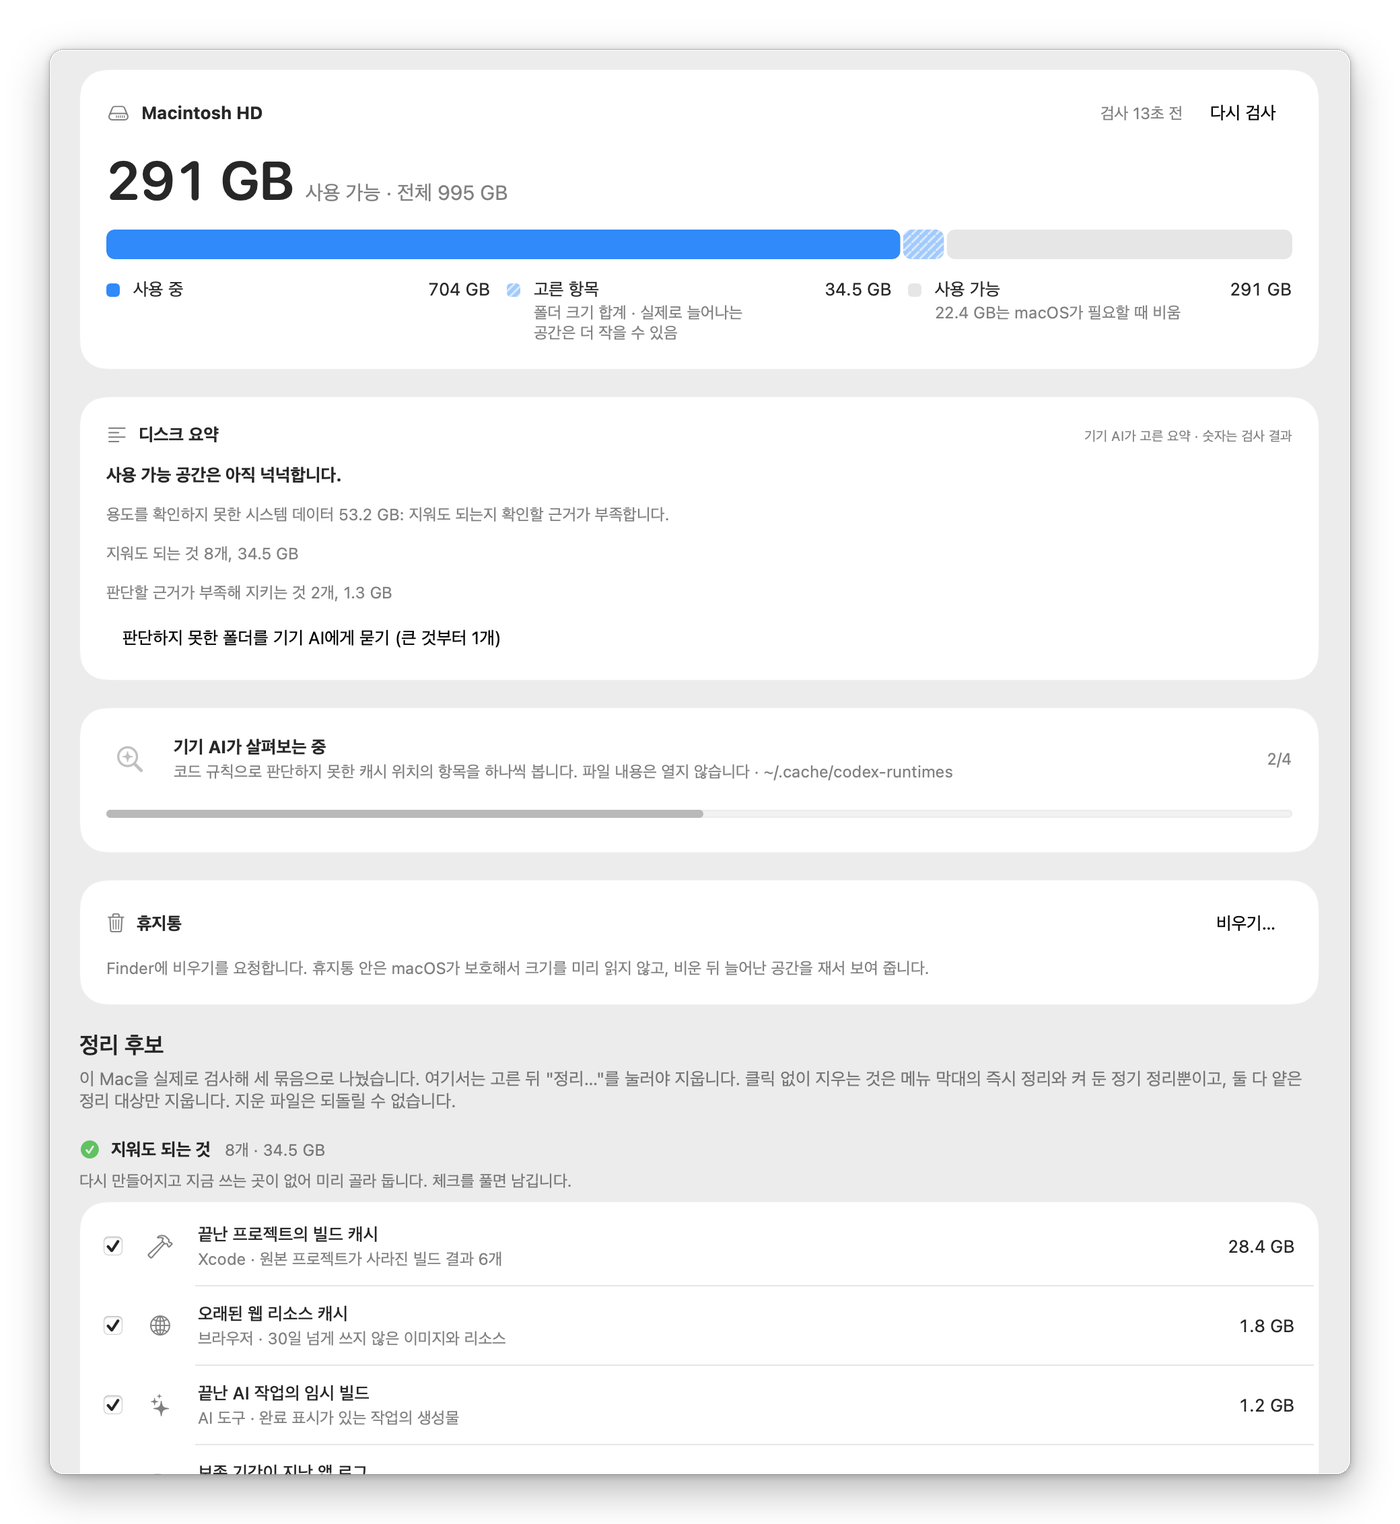 Macintosh HD
검사 13초 전
다시 검사
291 GB 사용 가능 · 전체 995 GB
사용 중
704 GB
고른 항목
34.5 GB
폴더 크기 합계 · 실제로 늘어나는
공간은 더 작을 수 있음
사용 가능
291 GB
22.4 GB는 macOS가 필요할 때 비움
디스크 요약
기기 AI가 고른 요약 · 숫자는 검사 결과
사용 가능 공간은 아직 넉넉합니다.
용도를 확인하지 못한 시스템 데이터 53.2 GB: 지워도 되는지 확인할 근거가 부족합니다.
지워도 되는 것 8개, 34.5 GB
판단할 근거가 부족해 지키는 것 2개, 1.3 GB
판단하지 못한 폴더를 기기 AI에게 묻기 (큰 것부터 1개)
기기 AI가 살펴보는 중
코드 규칙으로 판단하지 못한 캐시 위치의 항목을 하나씩 봅니다. 파일 내용은 열지 않습니다 · ~/.cache/codex-runtimes
2/4
휴지통
비우기...
Finder에 비우기를 요청합니다. 휴지통 안은 macOS가 보호해서 크기를 미리 읽지 않고, 비운 뒤 늘어난 공간을 재서 보여 줍니다.
정리 후보
이 Mac을 실제로 검사해 세 묶음으로 나눴습니다. 여기서는 고른 뒤 "정리..."를 눌러야 지웁니다. 클릭 없이 지우는 것은 메뉴 막대의 즉시 정리와 켜 둔 정기 정리뿐이고, 둘 다 얕은
정리 대상만 지웁니다. 지운 파일은 되돌릴 수 없습니다.
지워도 되는 것 8개 · 34.5 GB
다시 만들어지고 지금 쓰는 곳이 없어 미리 골라 둡니다. 체크를 풀면 남깁니다.
끝난 프로젝트의 빌드 캐시
Xcode · 원본 프로젝트가 사라진 빌드 결과 6개
28.4 GB
오래된 웹 리소스 캐시
브라우저 · 30일 넘게 쓰지 않은 이미지와 리소스
1.8 GB
끝난 AI 작업의 임시 빌드
AI 도구 · 완료 표시가 있는 작업의 생성물
1.2 GB
보존 기간이 지난 앱 로그